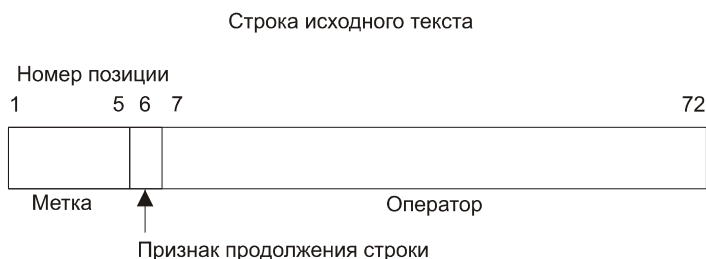 Строка исходного текста
Номер позиции
1 5 6 7 72
Метка Оператор
Признак продолжения строки